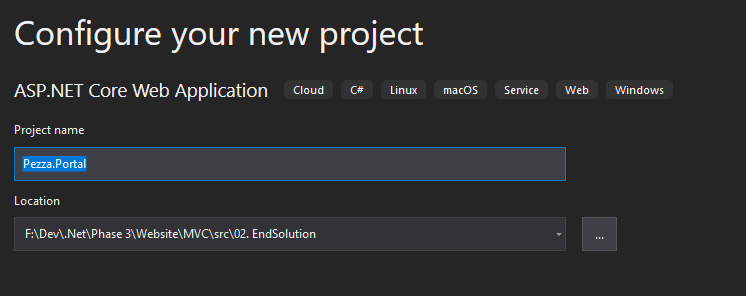 Configure your new project
ASP.NET Core Web Application Cloud C# Linux macOS Service Web Windows
Project name
Pezza.Portal
Location
F:\Dev\.Net\Phase 3\Website\MVC\src\02. EndSolution
...